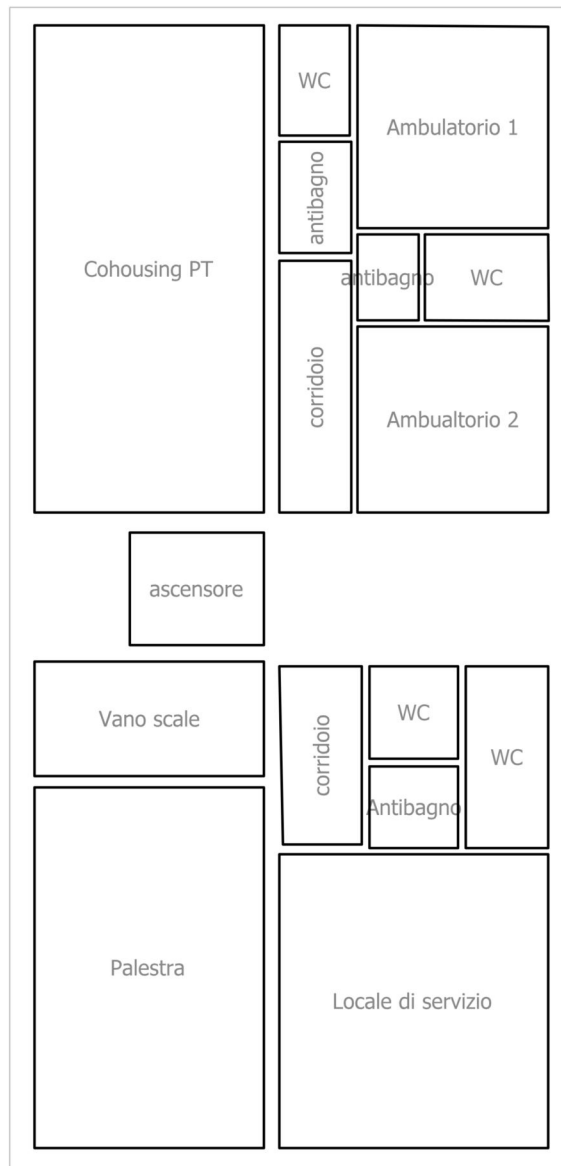 WC
Ambulatorio 1
antibagno
Cohousing PT
antibagno
WC
corridoio
Ambualtorio 2
ascensore
Vano scale
corridoio
WC
WC
Antibagno
Palestra
Locale di servizio